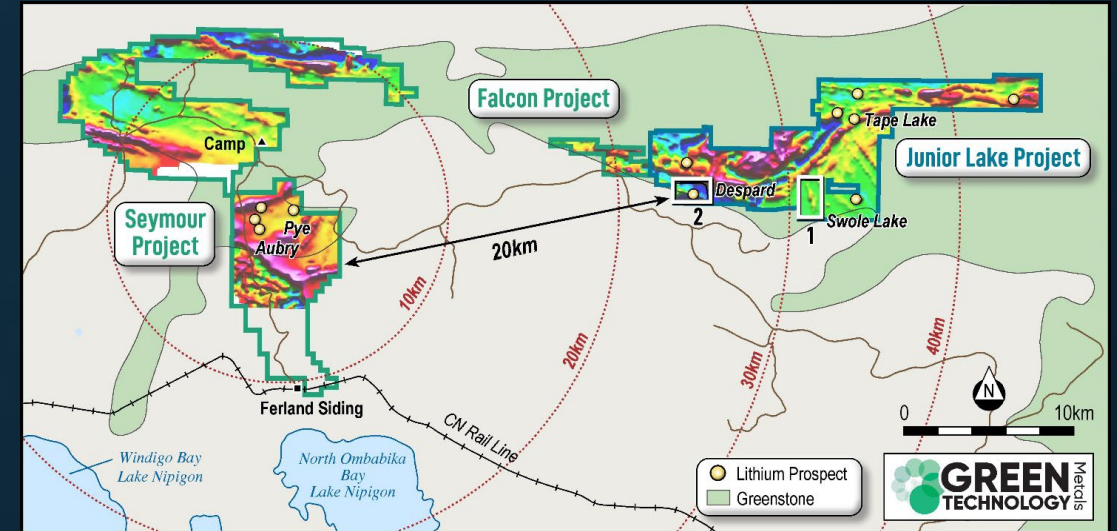 Falcon Project
Camp
Tape Lake
Junior Lake Project
Seymour
Project
Pye
Aubry
Despard
2
1
Swole Lake
20km
10km
20km
30km
40km
Ferland Siding
CN Rail Line
Windigo Bay
Lake Nipigon
North Ombabika
Bay
Lake Nipigon
N
0 10km
Lithium Prospect
Greenstone
GREEN
TECHNOLOGY
Metals